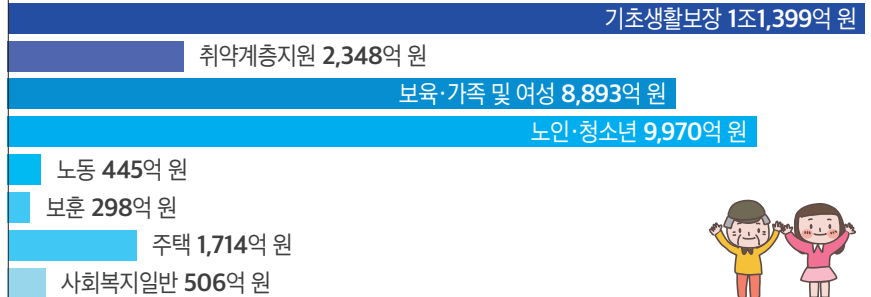 기초생활보장 1조1,399억 원
취약계층지원 2,348억 원
보육·가족 및 여성 8,893억 원
노인·청소년 9,970억 원
노동 445억 원
보훈 298억 원
주택 1,714억 원
사회복지일반 506억 원